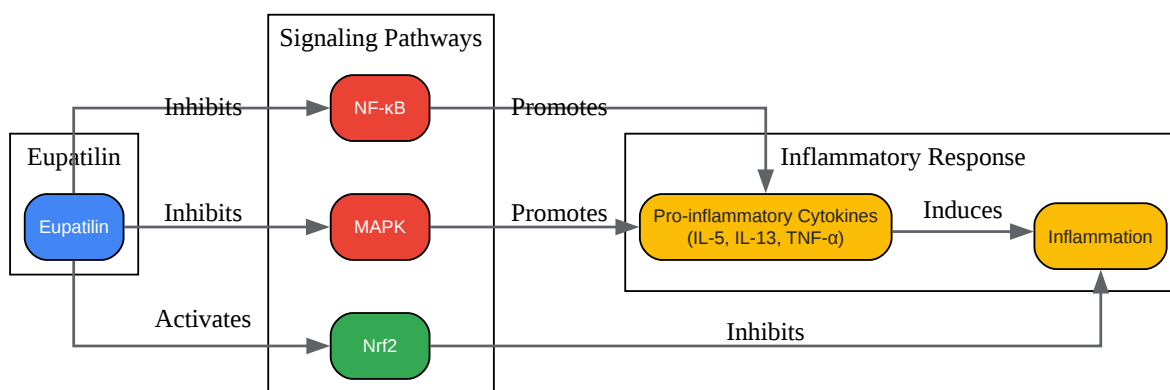 Signaling Pathways
Inhibits
NF-κB
Promotes
Eupatilin
Inflammatory Response
Eupatilin
Inhibits
MAPK
Promotes
Pro-inflammatory Cytokines
(IL-5, IL-13, TNF-α)
Induces
Inflammation
Activates
Nrf2
Inhibits